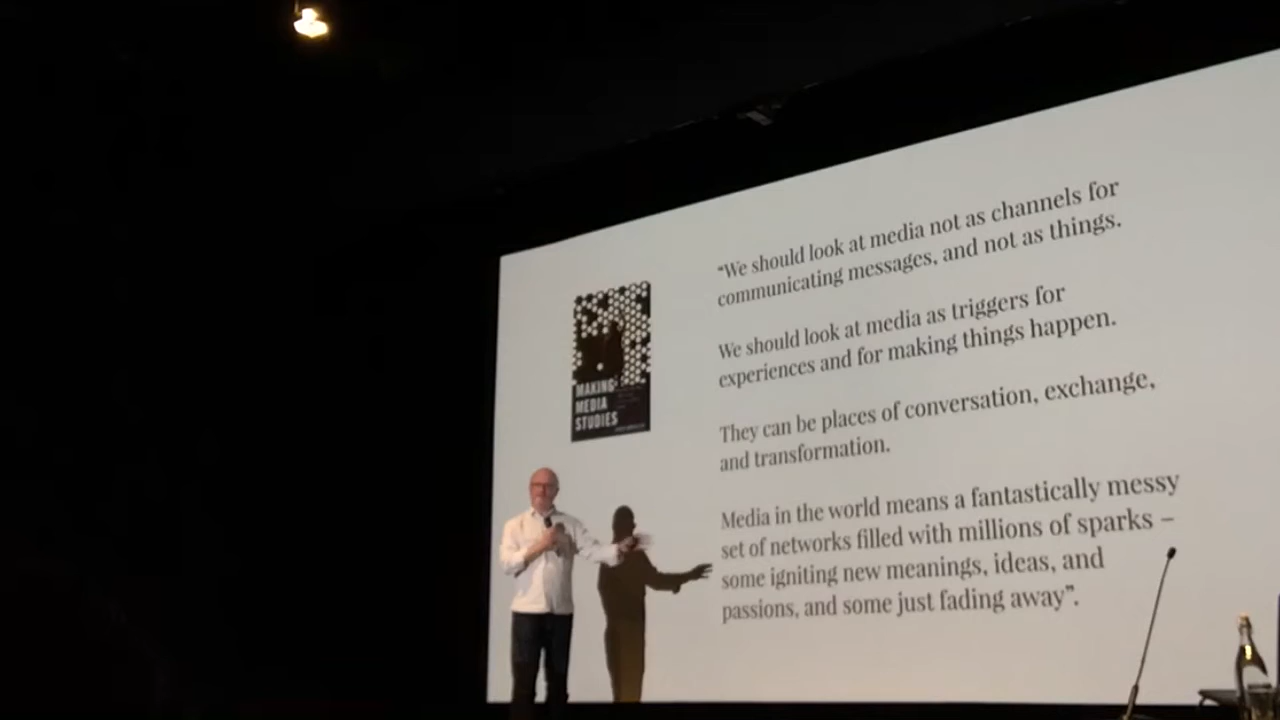 MAKING
MEDIA
STUDIES
“We should look at media not as channels for
communicating messages, and not as things.
We should look at media as triggers for
experiences and for making things happen.
They can be places of conversation, exchange,
and transformation.
Media in the world means a fantastically messy
set of networks filled with millions of sparks –
some igniting new meanings, ideas, and
passions, and some just fading away”.